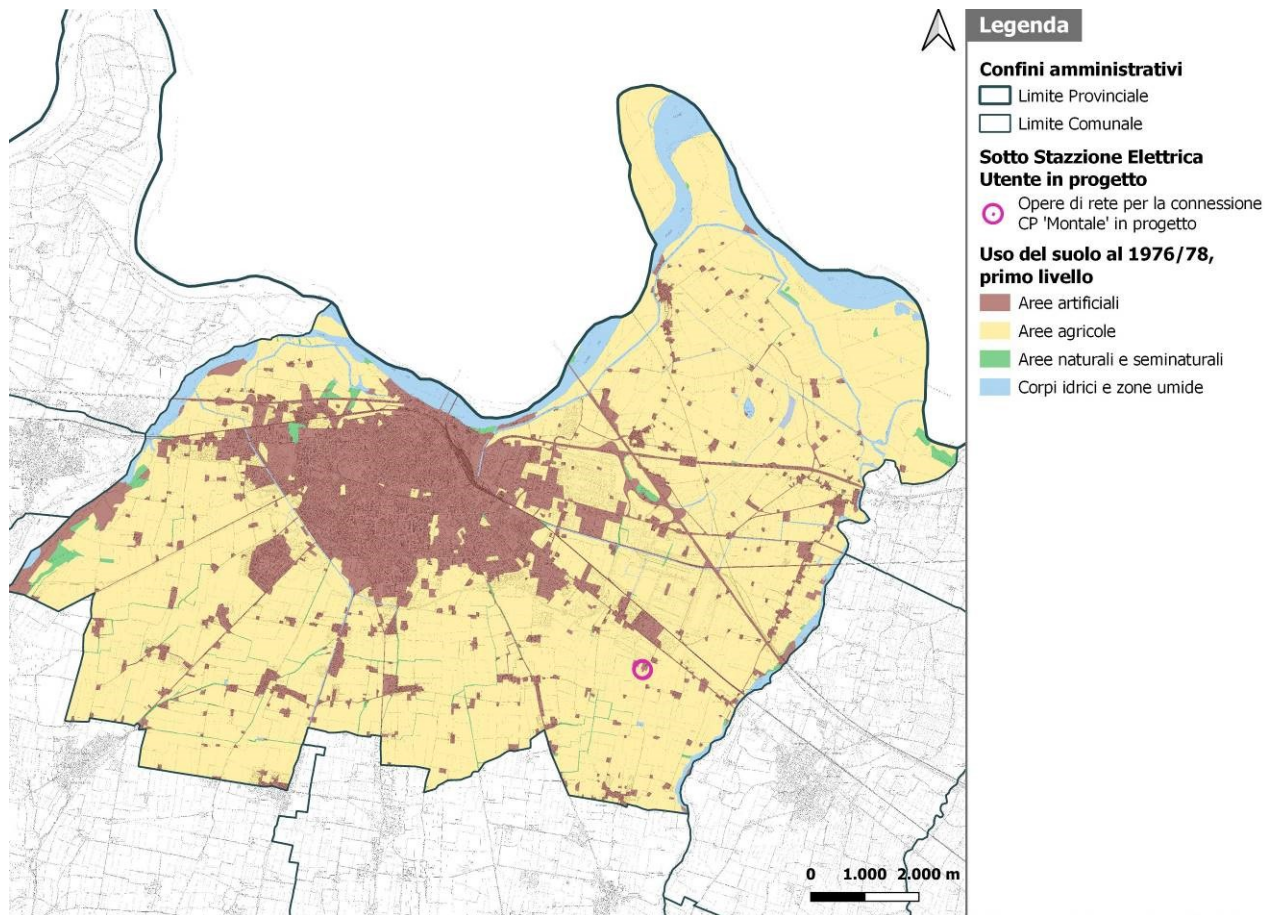 Legenda
Confini amministrativi
Limite Provinciale
Limite Comunale
Sotto Stazzione Elettrica
Utente in progetto
Opere di rete per la connessione
CP 'Montale' in progetto
Uso del suolo al 1976/78,
primo livello
Aree artificiali
Aree agricole
Aree naturali e seminaturali
Corpi idrici e zone umide
0 1.000 2.000 m